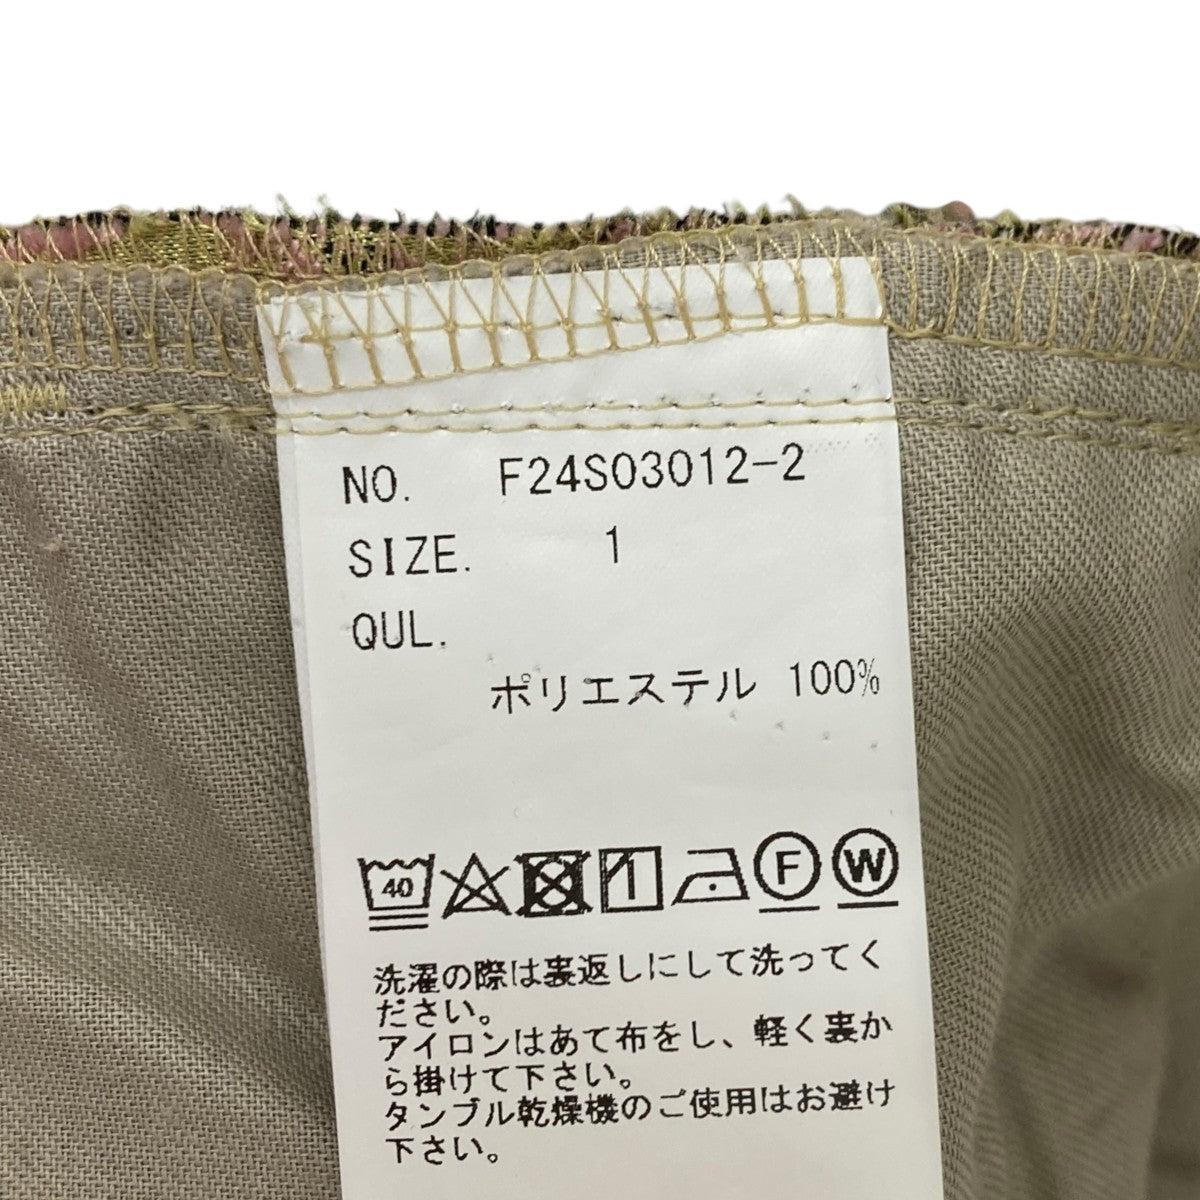 NO. F24S03012-2
SIZE. 1
QUL.
ポリエステル 100%
40 F W
洗濯の際は裏返しにして洗ってく
ださい。
アイロンはあて布をし、軽く裏か
ら掛けて下さい。
タンブル乾燥機のご使用はお避け
下さい。